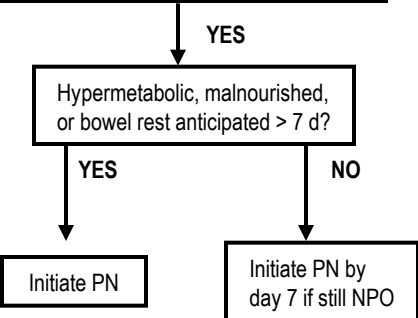 YES
Hypermetabolic, malnourished,
or bowel rest anticipated > 7 d?
YES
NO
Initiate PN
Initiate PN by
day 7 if still NPO